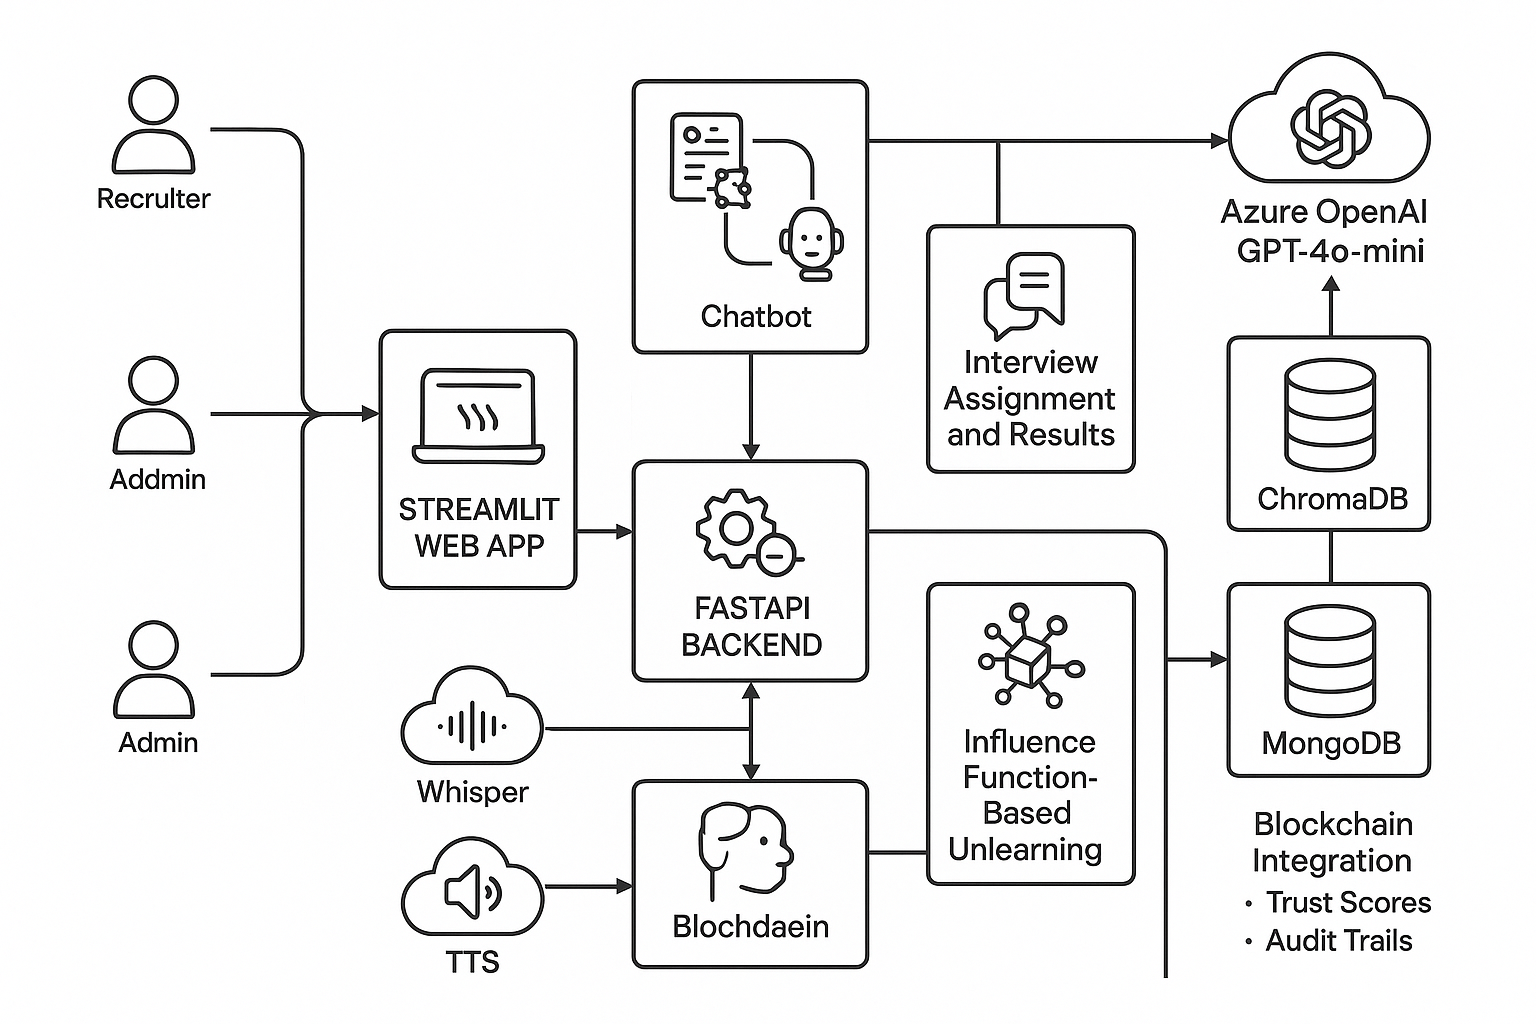 Recrulter
Addmin
Admin
STREAMLIT
WEB APP
Chatbot
FASTAPI
BACKEND
Whisper
TTS
Blochdaein
Interview
Assignment
and Results
Influence
Function-
Based
Unlearning
Azure OpenAI
GPT-4o-mini
ChromaDB
MongoDB
Blockchain
Integration
• Trust Scores
• Audit Trails